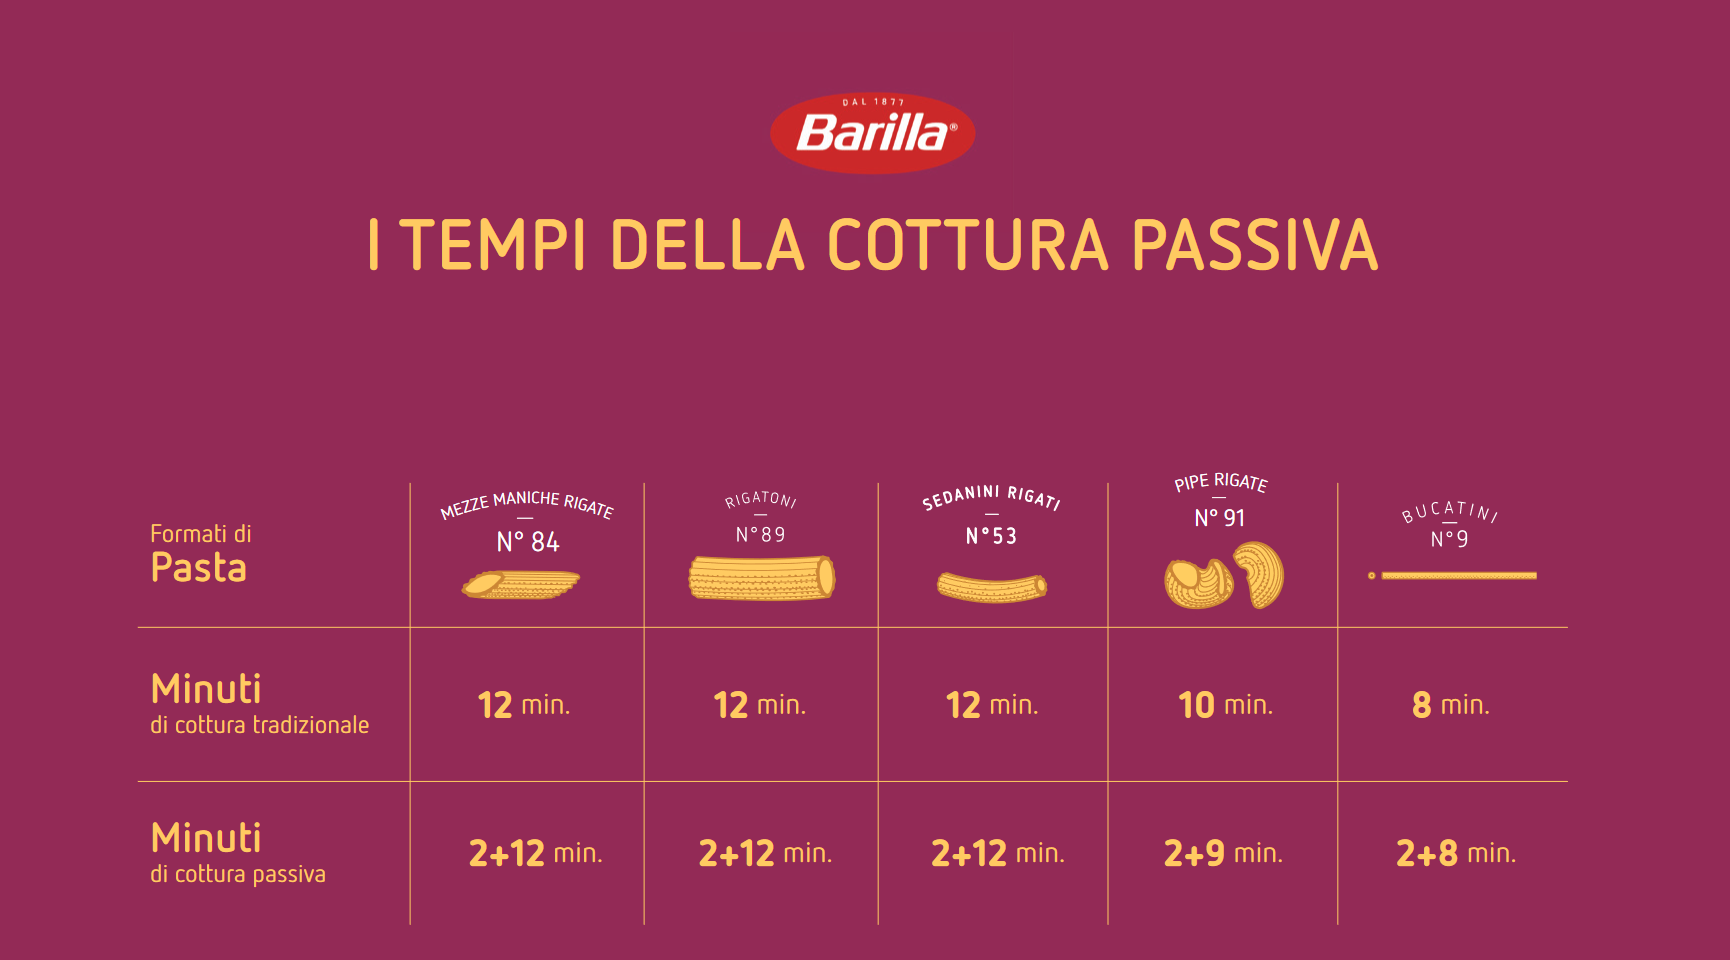 DAL 1877
Barilla®
I TEMPI DELLA COTTURA PASSIVA
Formati di
Pasta
MEZZE MANICHE RIGATE
N° 84
RIGATONI
N°89
SEDANINI RIGATI
N°53
PIPE RIGATE
N° 91
BUCATINI
N°9
Minuti
di cottura tradizionale
12 min.
12 min.
12 min.
10 min.
8 min.
Minuti
di cottura passiva
2+12 min.
2+12 min.
2+12 min.
2+9 min.
2+8 min.